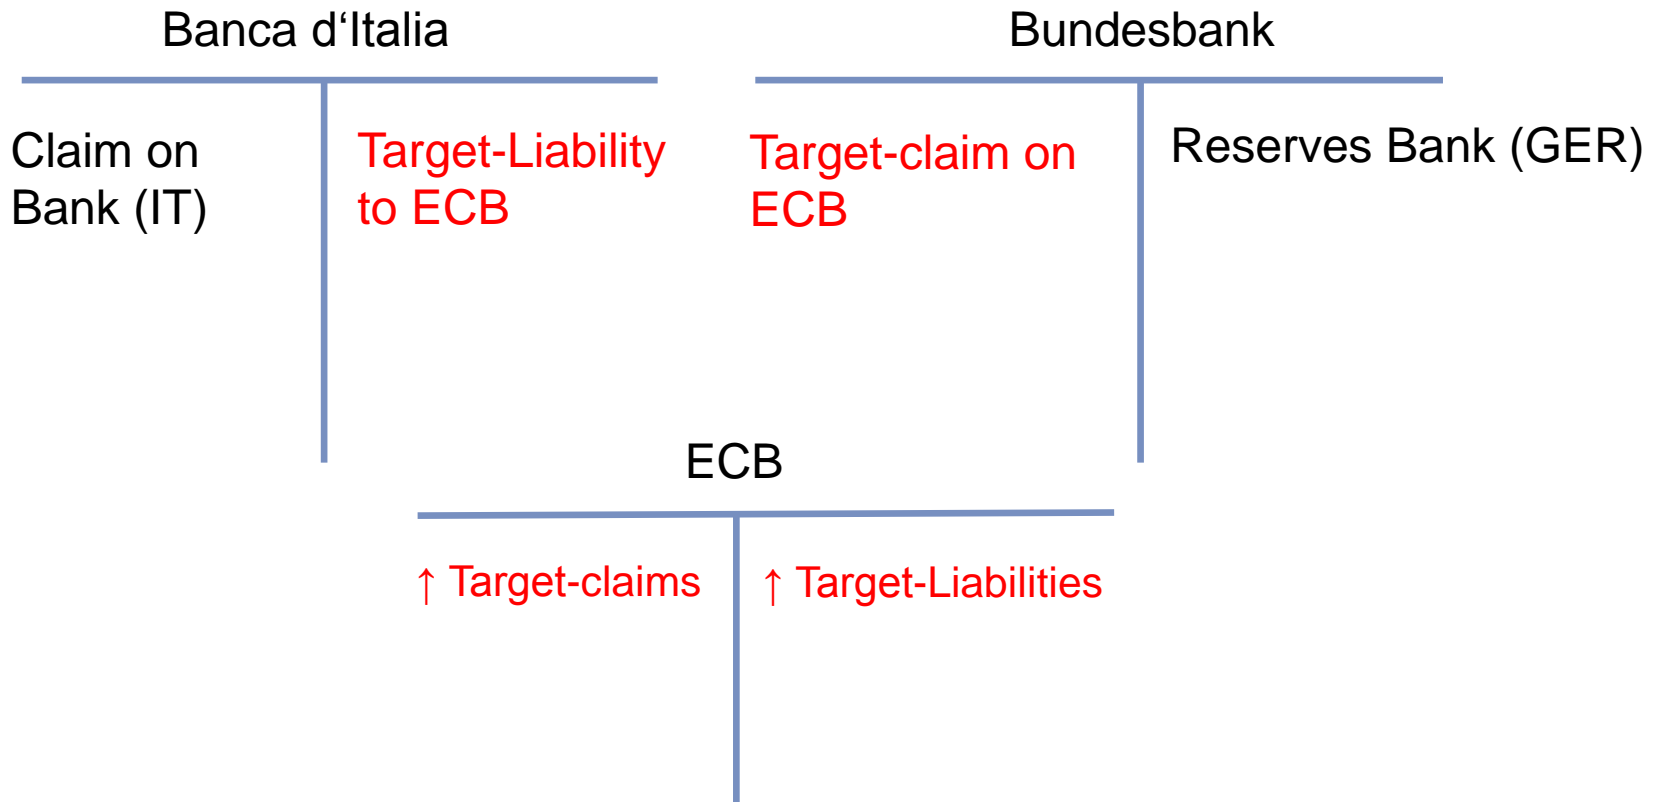 Banca d‘Italia
Bundesbank
Claim on
Bank (IT)
Target-Liability
to ECB
Target-claim on
ECB
Reserves Bank (GER)
ECB
↑ Target-claims
↑ Target-Liabilities